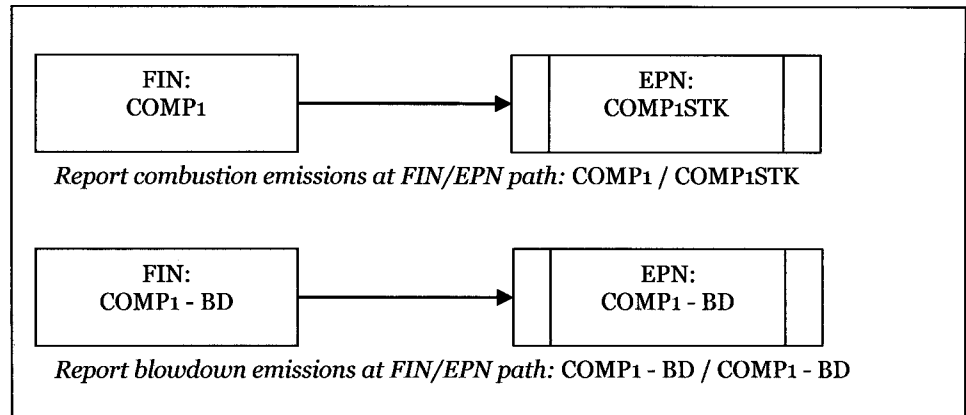 FIN:
COMP1
EPN:
COMP1STK
Report combustion emissions at FIN/EPN path: COMP1 / COMP1STK
FIN:
COMP1 - BD
EPN:
COMP1 - BD
Report blowdown emissions at FIN/EPN path: COMP1 - BD / COMP1 - BD